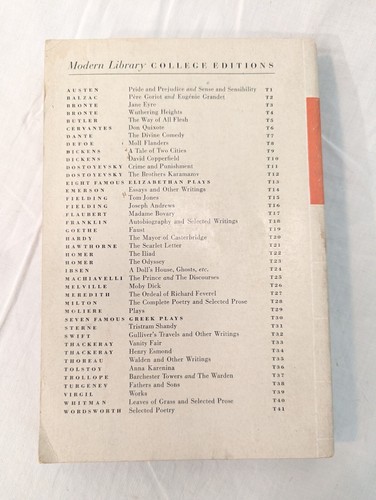 Modern Library COLLEGE EDITIONS
AUSTEN Pride and Prejudice and Sense and Sensibility T1
BALZAC Père Goriot and Eugénie Grandet T2
BRONTE Jane Eyre T3
BRONTE Wuthering Heights T4
BUTLER The Way of All Flesh T5
CERVANTES Don Quixote T6
DANTE The Divine Comedy T7
DEFOE Moll Flanders T8
DICKENS A Tale of Two Cities T9
DICKENS David Copperfield T10
DOSTOYEVSKY Crime and Punishment T11
DOSTOYEVSKY The Brothers Karamazov T12
EIGHT FAMOUS ELIZABETHAN PLAYS T13
EMERSON Essays and Other Writings T14
FIELDING Tom Jones T15
FIELDING Joseph Andrews T16
FLAUBERT Madame Bovary T17
FRANKLIN Autobiography and Selected Writings T18
GOETHE Faust T19
HARDY The Mayor of Casterbridge T20
HAWTHORNE The Scarlet Letter T21
HOMER The Iliad T22
HOMER The Odyssey T23
IBSEN A Doll's House, Ghosts, etc. T24
MACHIAVELLI The Prince and The Discourses T25
MELVILLE Moby Dick T26
MEREDITH The Ordeal of Richard Feverel T27
MILTON The Complete Poetry and Selected Prose T28
MOLIERE Plays T29
SEVEN FAMOUS GREEK PLAYS T30
STERNE Tristram Shandy T31
SWIFT Gulliver's Travels and Other Writings T32
THACKERAY Vanity Fair T33
THACKERAY Henry Esmond T34
THOREAU Walden and Other Writings T35
TOLSTOY Anna Karenina T36
TROLLOPE Barchester Towers and The Warden T37
TURGENEV Fathers and Sons T38
VIRGIL Works T39
WHITMAN Leaves of Grass and Selected Prose T40
WORDSWORTH Selected Poetry T41